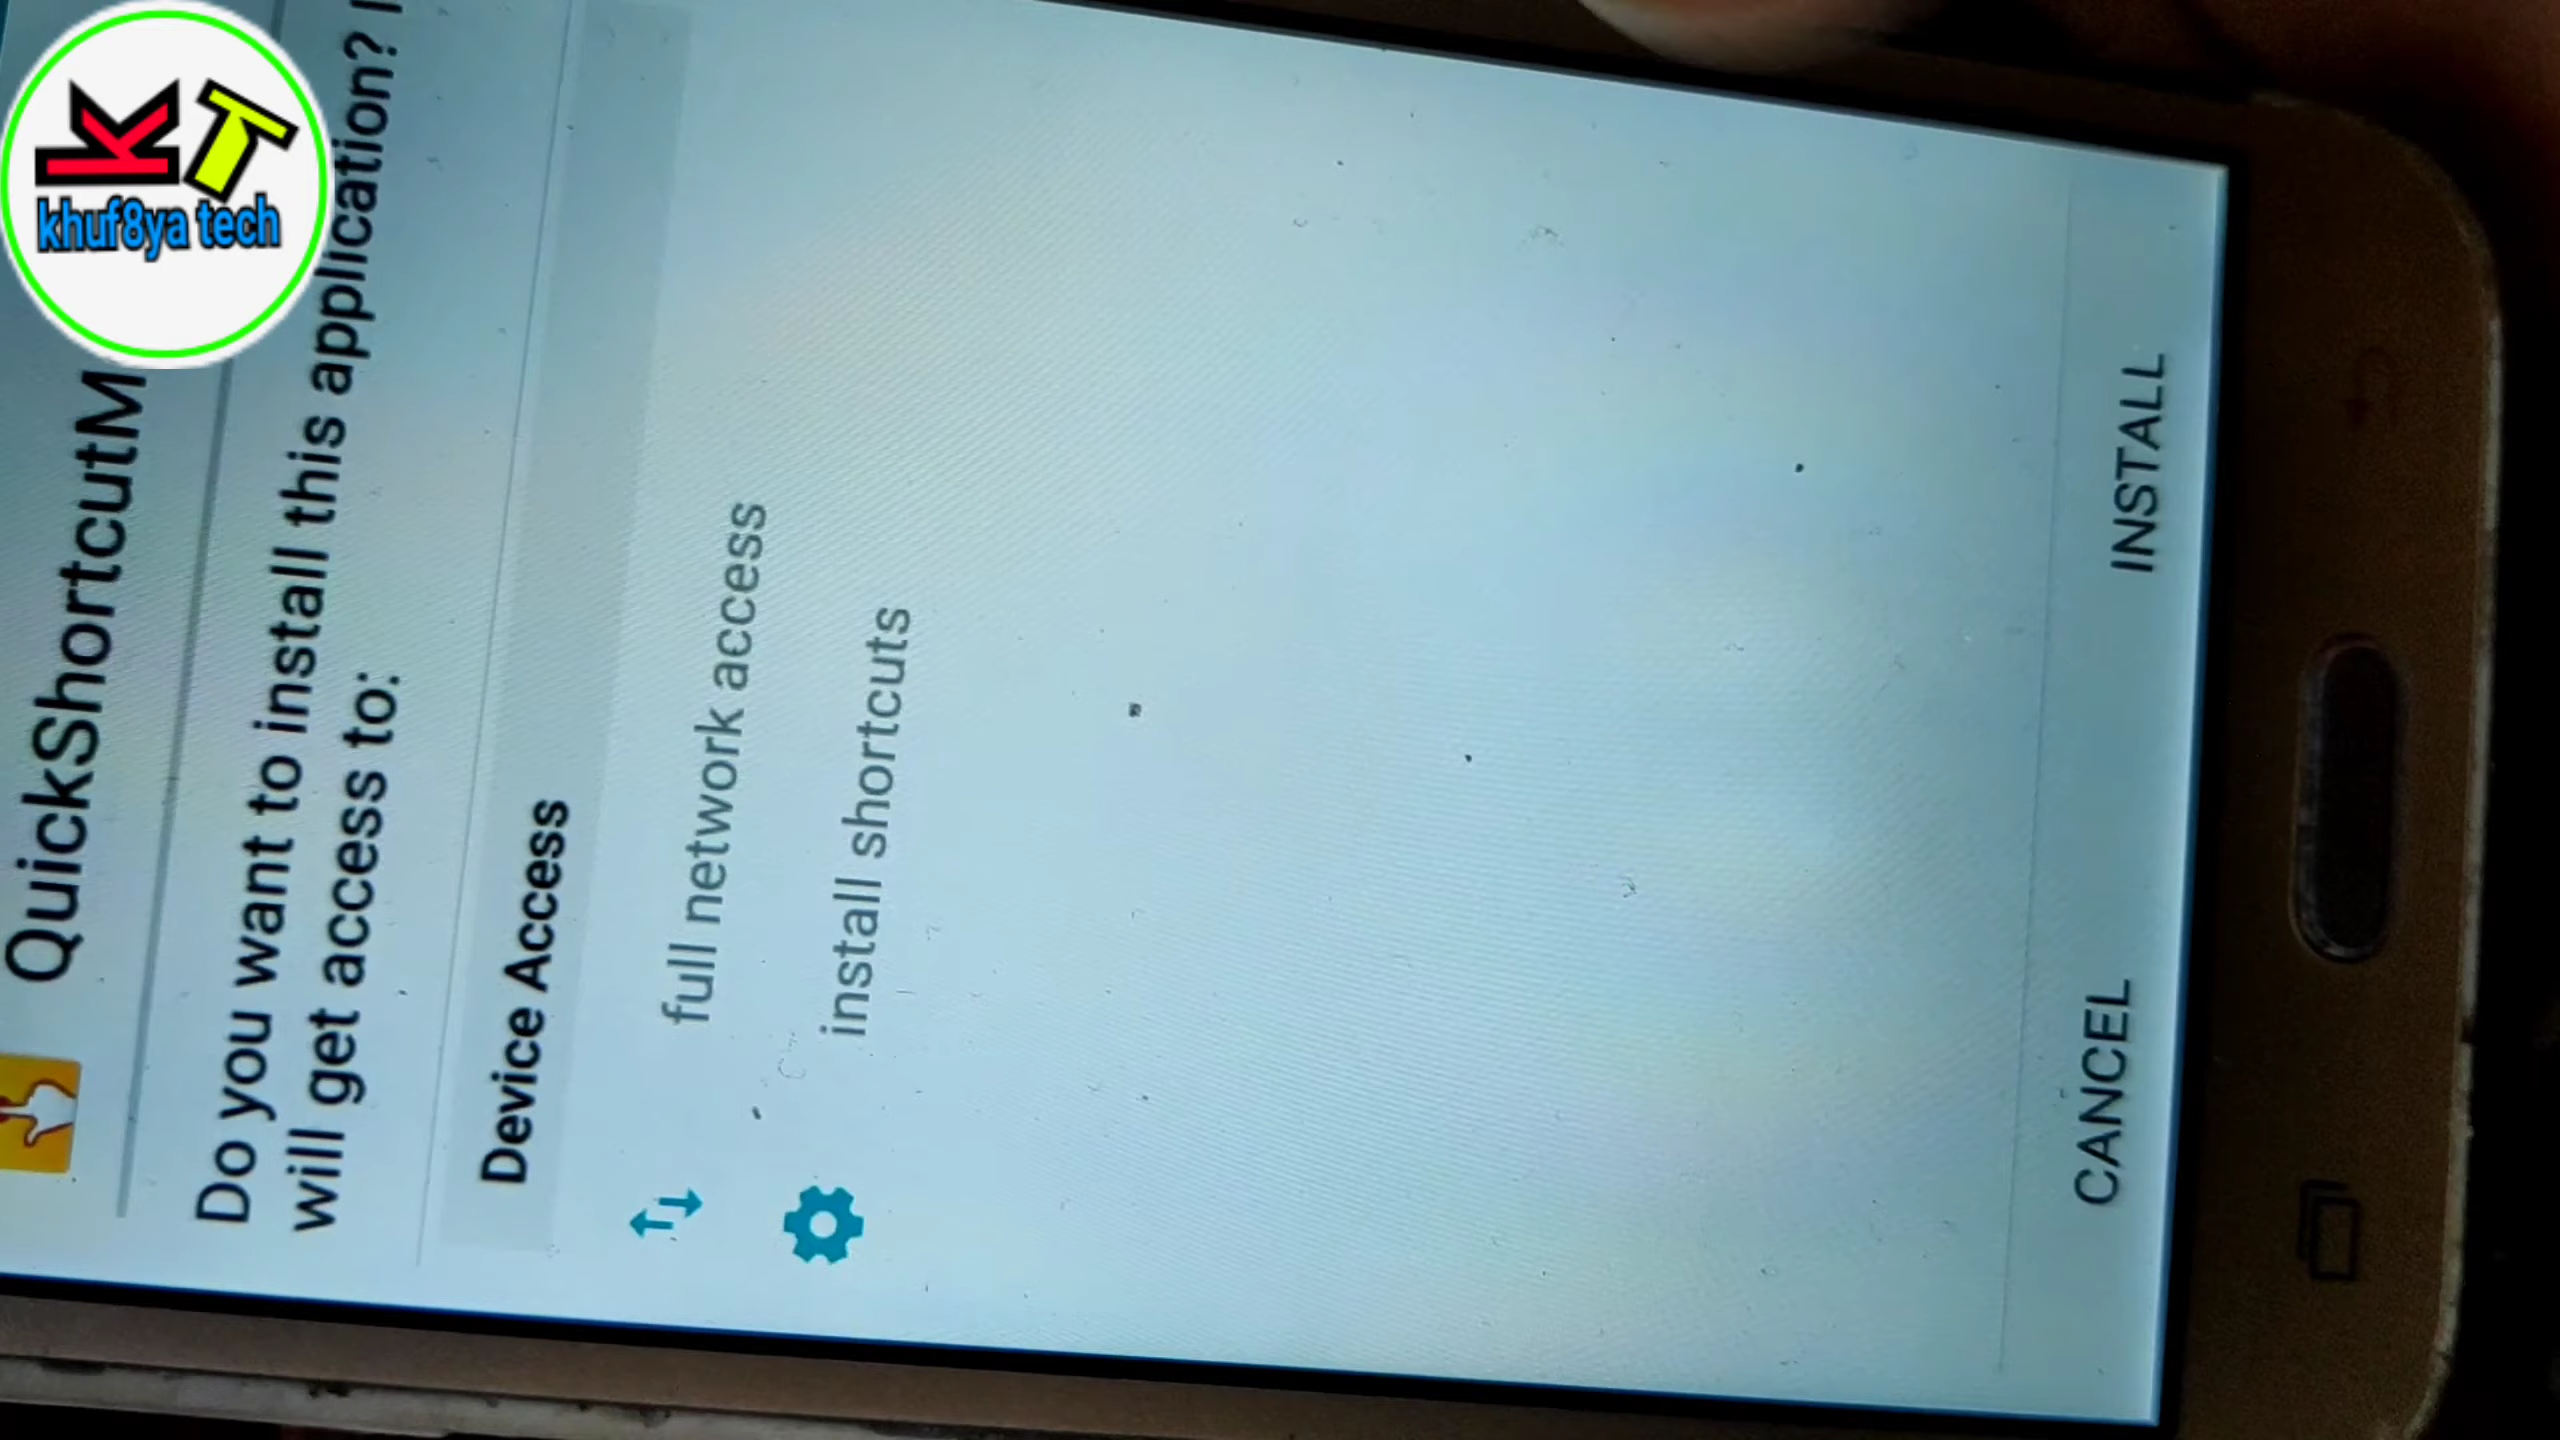 KT
khuf8ya tech
QuickShortcutM
Do you want to install this application? I
will get access to:
Device Access
full network access
install shortcuts
CANCEL INSTALL